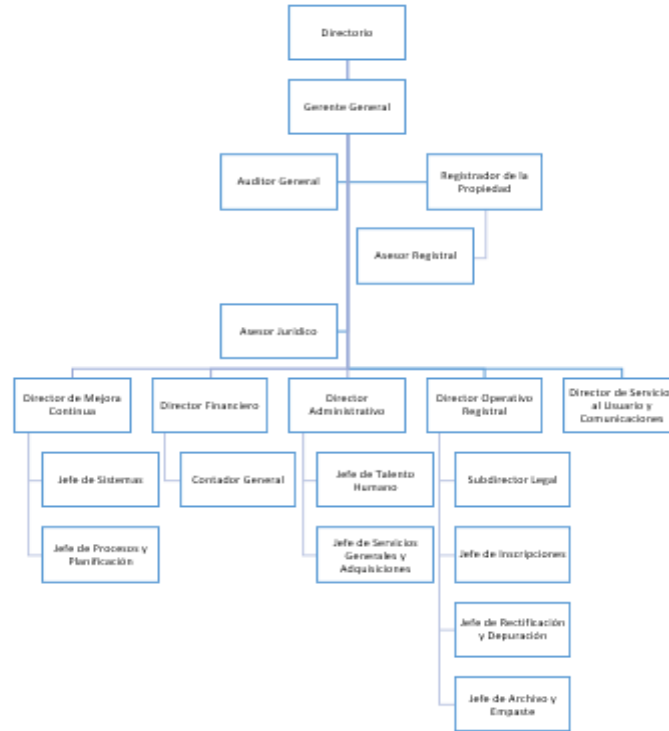 Directorio
Gerente General
Auditor General
Registrador de la
Propiedad
Asesor Registral
Asesor Jurídico
Director de Mejora
Continua
Director Financiero
Director
Administrativo
Director Operativo
Registral
Director de Servicio
al Usuario y
Comunicaciones
Jefe de Sistemas
Contador General
Jefe de Talento
Humano
Subdirector Legal
Jefe de Procesos y
Planificación
Jefe de Servicios
Generales y
Adquisiciones
Jefe de Inscripciones
Jefe de Rectificación
y Depuración
Jefe de Archivo y
Empaste